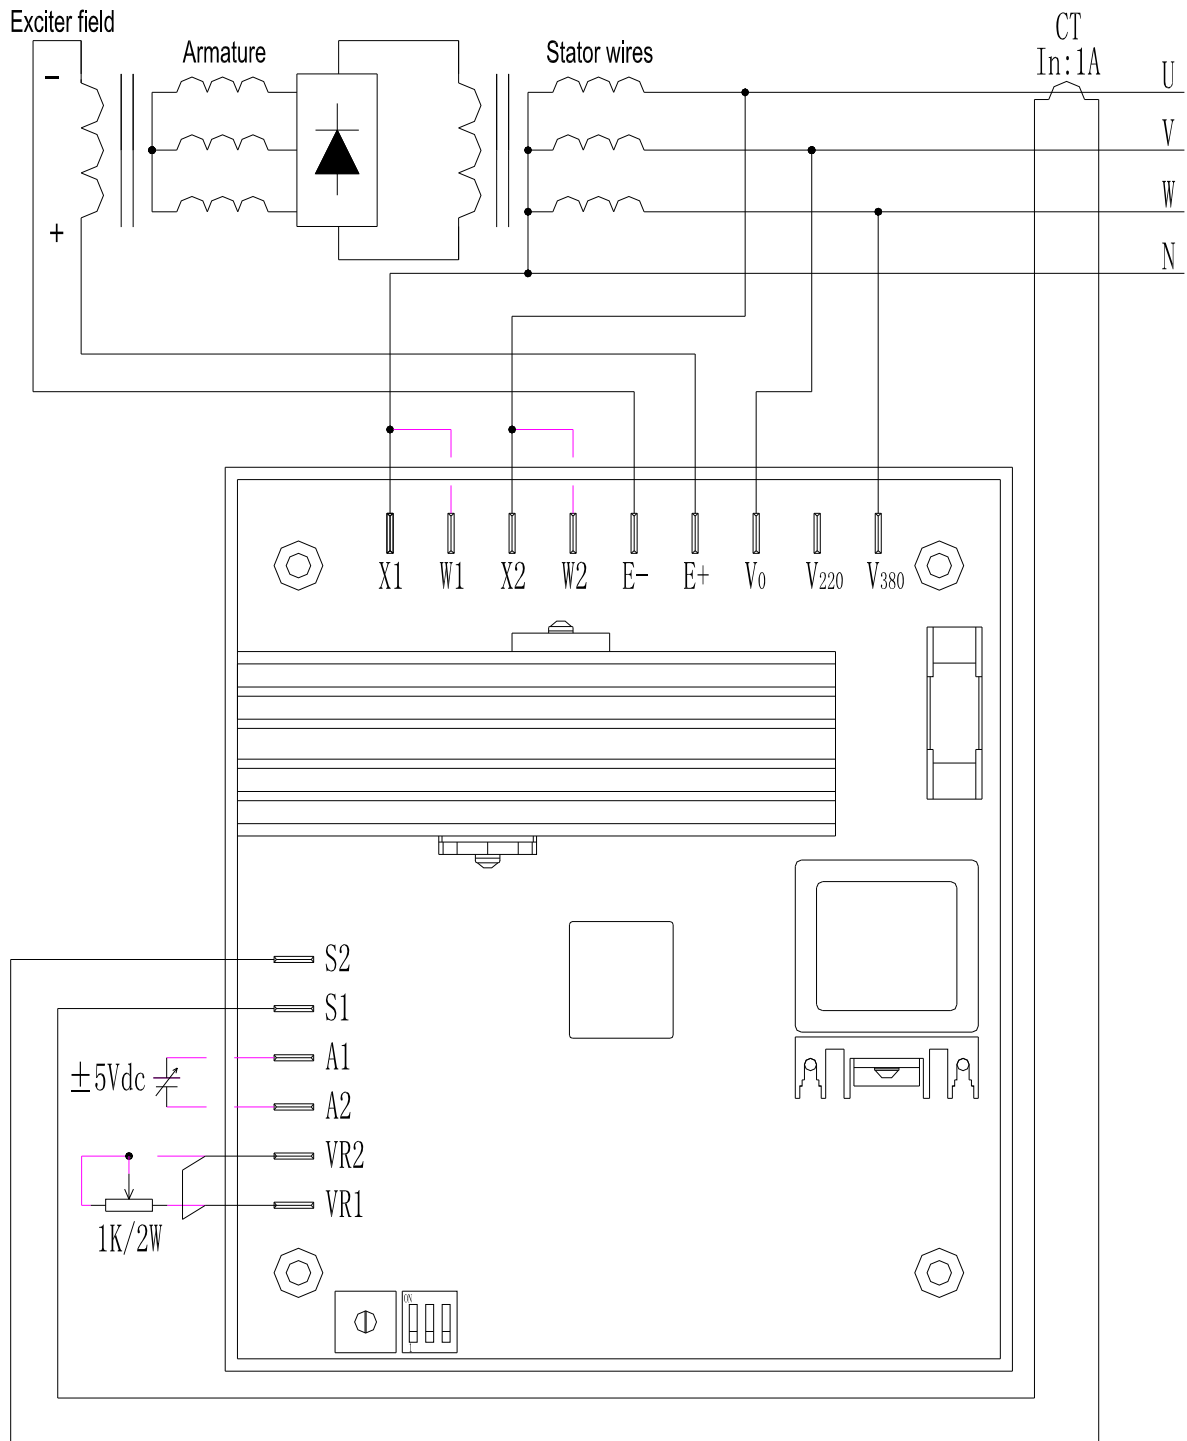 Exciter field
Armature
Stator wires
CT
In:1A
U
V
W
N
−
+
X1 W1 X2 W2 E− E+ V0 V220 V380
S2
S1
A1
±5Vdc
A2
VR2
VR1
1K/2W
ON
1